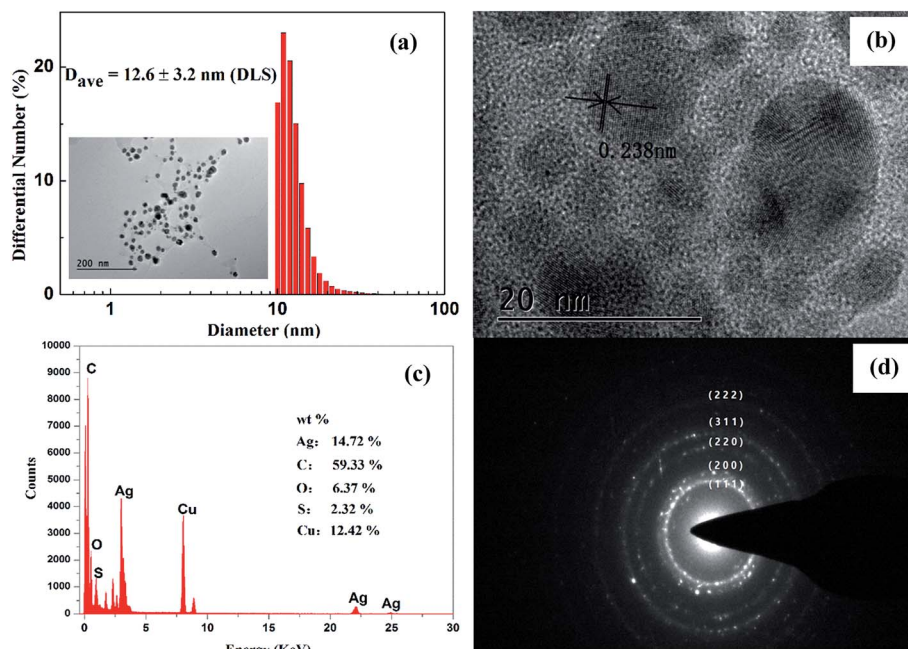 (a)
D_ave = 12.6 ± 3.2 nm (DLS)
Differential Number (%)
20
10
0
200 nm
1
10
100
Diameter (nm)
(b)
0.238nm
20 nm
(c)
10000
9000
8000
7000
6000
5000
4000
3000
2000
1000
0
Counts
C
O
S
Ag
Cu
Ag
Ag
wt %
Ag: 14.72 %
C: 59.33 %
O: 6.37 %
S: 2.32 %
Cu: 12.42 %
0
5
10
15
20
25
30
Energy (KeV)
(d)
(222)
(311)
(220)
(200)
(111)